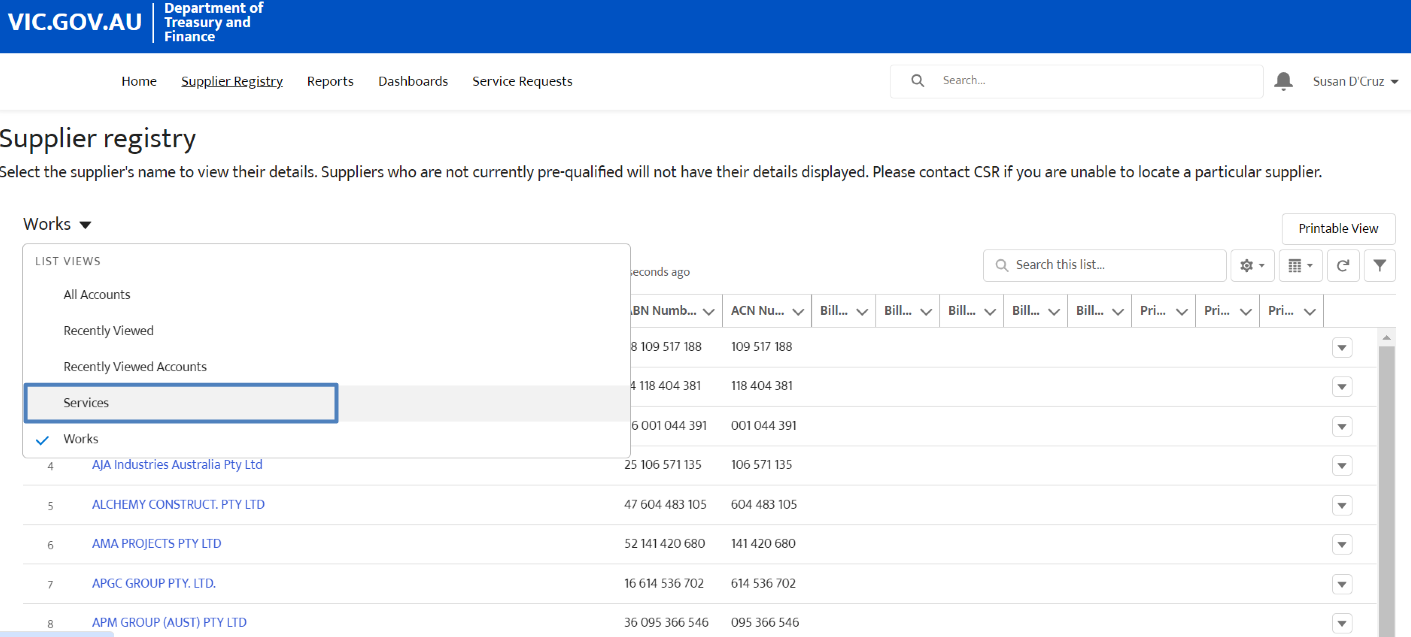 VIC.GOV.AU
Department of
Treasury and
Finance
Home Supplier Registry Reports Dashboards Service Requests Search... Susan D'Cruz
Supplier registry
Select the supplier's name to view their details. Suppliers who are not currently pre-qualified will not have their details displayed. Please contact CSR if you are unable to locate a particular supplier.
Works Printable View
LIST VIEWS
seconds ago Search this list...
All Accounts
Numb... ACN Nu... Bill... Bill... Bill... Bill... Bill... Pri... Pri... Pri...
Recently Viewed
109 517 188 109 517 188
Recently Viewed Accounts
118 404 381 118 404 381
Services
001 044 391 001 044 391
Works
4 AJA Industries Australia Pty Ltd 25 106 571 135 106 571 135
5 ALCHEMY CONSTRUCT. PTY LTD 47 604 483 105 604 483 105
6 AMA PROJECTS PTY LTD 52 141 420 680 141 420 680
7 APGC GROUP PTY. LTD. 16 614 536 702 614 536 702
8 APM GROUP (AUST) PTY LTD 36 095 366 546 095 366 546